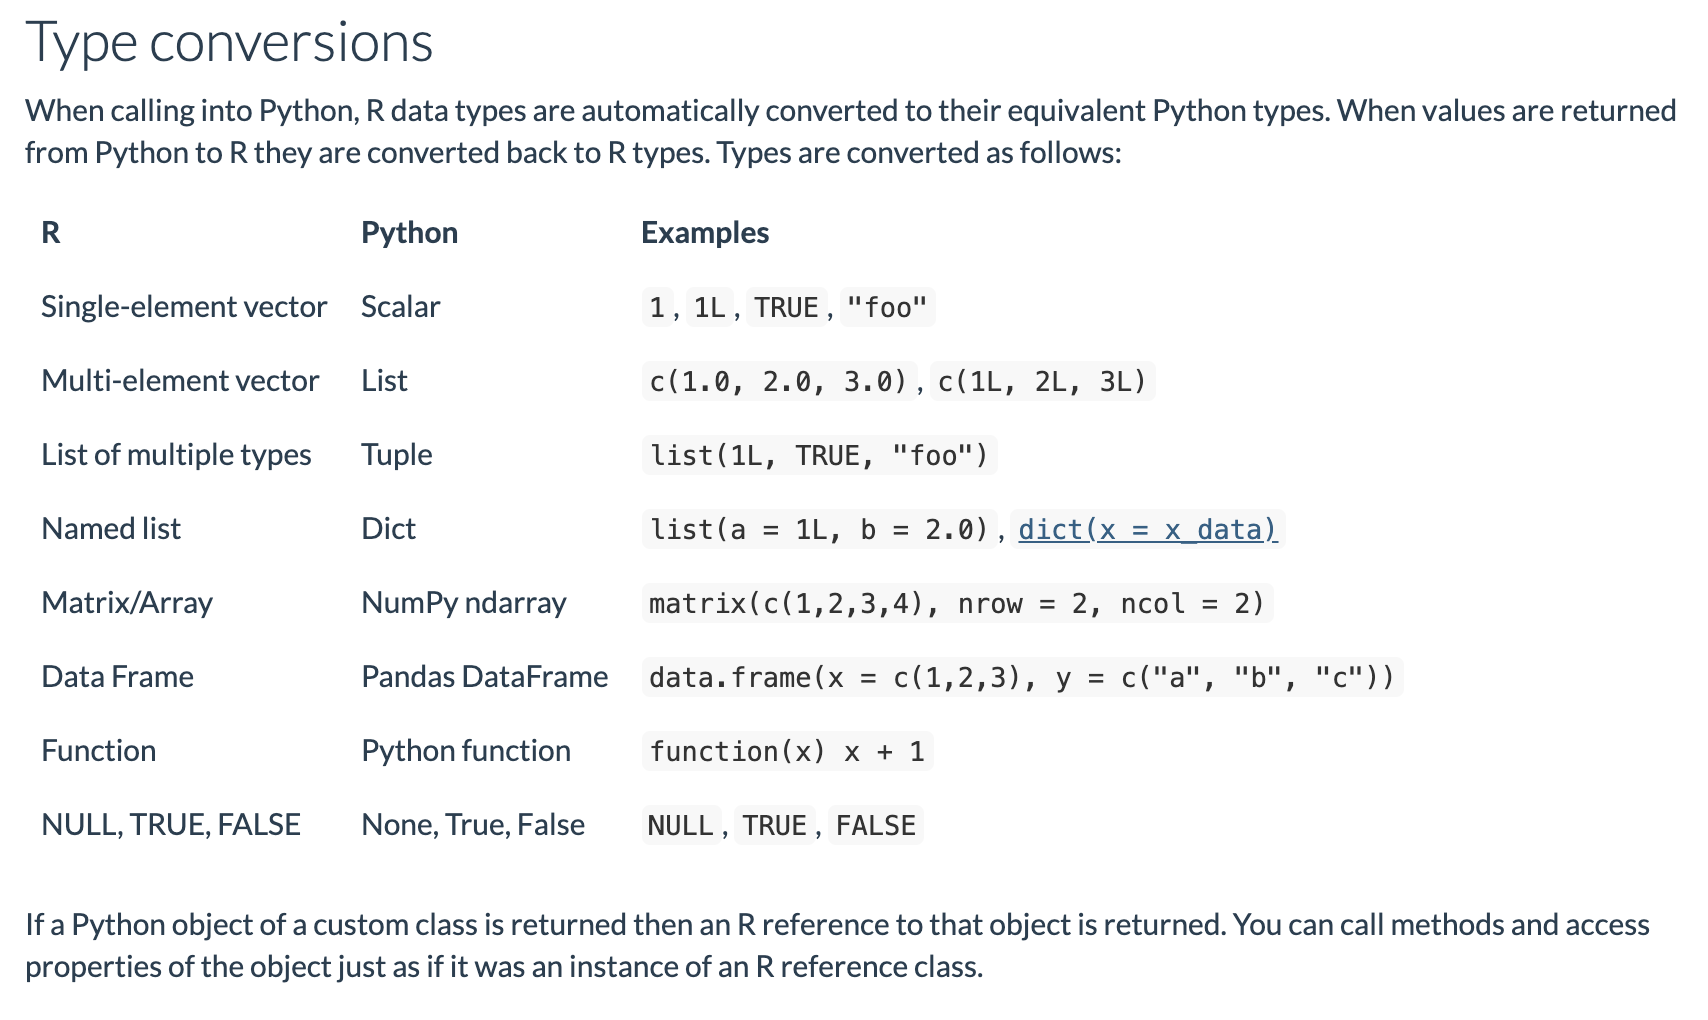 Type conversions
When calling into Python, R data types are automatically converted to their equivalent Python types. When values are returned
from Python to R they are converted back to R types. Types are converted as follows:
R Python Examples
Single-element vector Scalar 1, 1L, TRUE, "foo"
Multi-element vector List c(1.0, 2.0, 3.0), c(1L, 2L, 3L)
List of multiple types Tuple list(1L, TRUE, "foo")
Named list Dict list(a = 1L, b = 2.0), dict(x = x_data)
Matrix/Array NumPy ndarray matrix(c(1,2,3,4), nrow = 2, ncol = 2)
Data Frame Pandas DataFrame data.frame(x = c(1,2,3), y = c("a", "b", "c"))
Function Python function function(x) x + 1
NULL, TRUE, FALSE None, True, False NULL, TRUE, FALSE
If a Python object of a custom class is returned then an R reference to that object is returned. You can call methods and access
properties of the object just as if it was an instance of an R reference class.